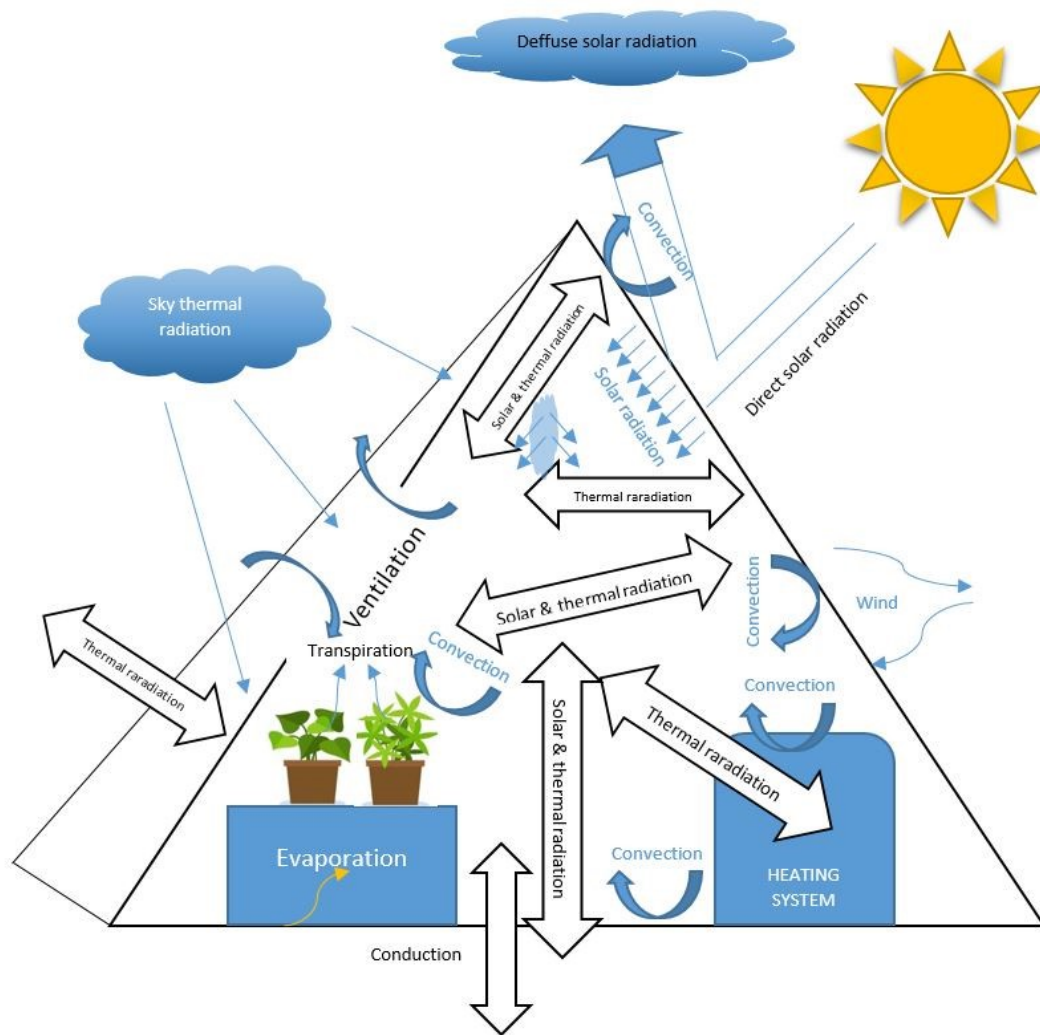 Deffuse solar radiation
Convection
Sky thermal
radiation
Solar & thermal radiation
Solar radiation
Direct solar radiation
Thermal raradiation
Ventilation
Solar & thermal radiation
Convection
Wind
Thermal raradiation
Transpiration
Convection
Convection
Solar & thermal radiation
Thermal raradiation
Evaporation
Convection
HEATING
SYSTEM
Conduction